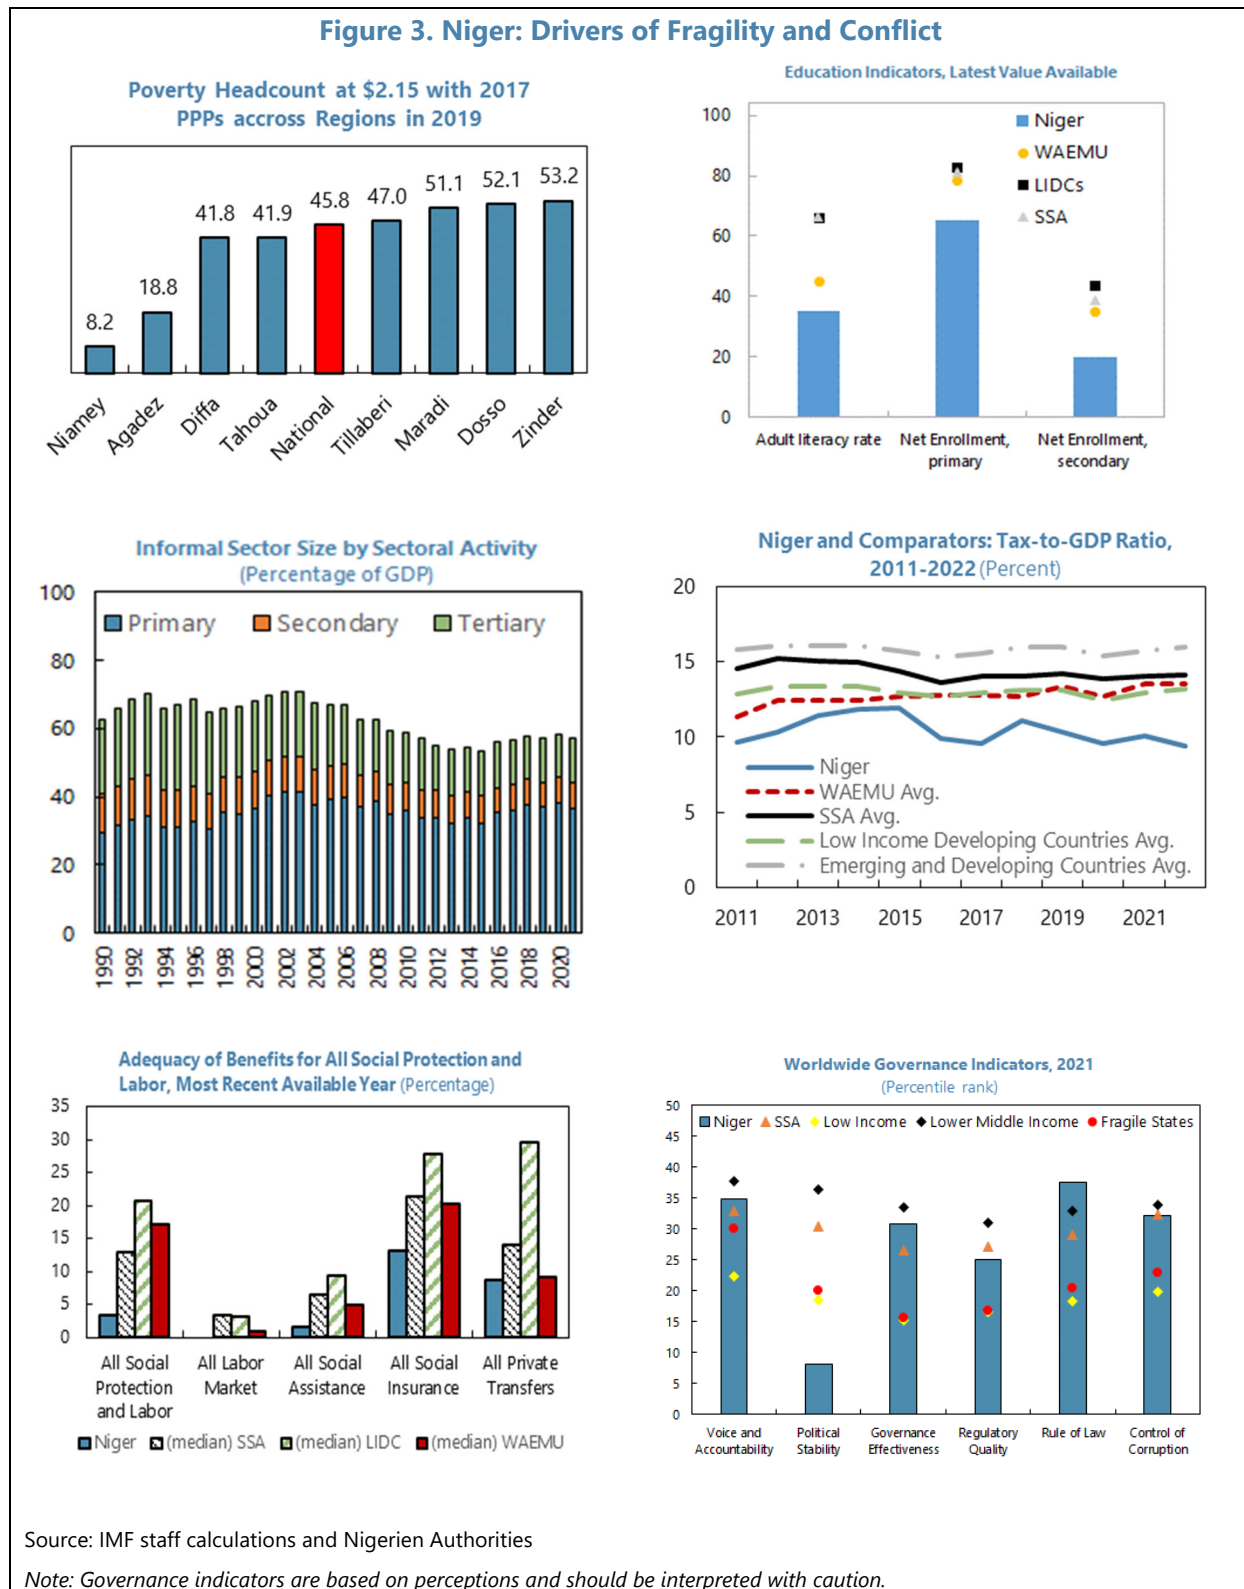 Figure 3. Niger: Drivers of Fragility and Conflict
Poverty Headcount at $2.15 with 2017
PPPs accross Regions in 2019
8.2
18.8
41.8
41.9
45.8
47.0
51.1
52.1
53.2
Niamey
Agadez
Diffa
Tahoua
National
Tillaberi
Maradi
Dosso
Zinder
Education Indicators, Latest Value Available
100
80
60
40
20
0
Niger
WAEMU
LIDCs
SSA
Adult literacy rate
Net Enrollment,
primary
Net Enrollment,
secondary
Informal Sector Size by Sectoral Activity
(Percentage of GDP)
100
80
60
40
20
0
Primary
Secondary
Tertiary
1990
1992
1994
1996
1998
2000
2002
2004
2006
2008
2010
2012
2014
2016
2018
2020
Niger and Comparators: Tax-to-GDP Ratio,
2011-2022 (Percent)
20
15
10
5
0
Niger
WAEMU Avg.
SSA Avg.
Low Income Developing Countries Avg.
Emerging and Developing Countries Avg.
2011
2013
2015
2017
2019
2021
Adequacy of Benefits for All Social Protection and
Labor, Most Recent Available Year (Percentage)
35
30
25
20
15
10
5
0
All Social
Protection
and Labor
All Labor
Market
All Social
Assistance
All Social
Insurance
All Private
Transfers
Niger
(median) SSA
(median) LIDC
(median) WAEMU
Worldwide Governance Indicators, 2021
(Percentile rank)
50
45
40
35
30
25
20
15
10
5
0
Niger
SSA
Low Income
Lower Middle Income
Fragile States
Voice and
Accountability
Political
Stability
Governance
Effectiveness
Regulatory
Quality
Rule of Law
Control of
Corruption
Source: IMF staff calculations and Nigerien Authorities
Note: Governance indicators are based on perceptions and should be interpreted with caution.